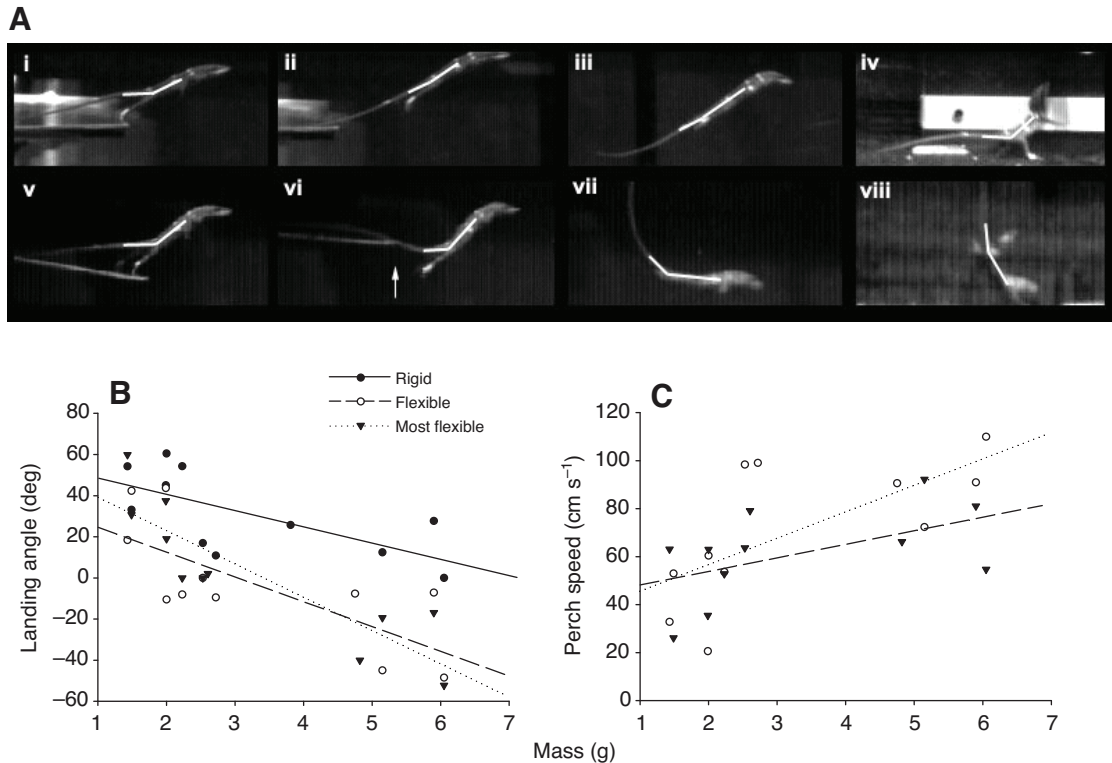 A
i
ii
iii
iv
v
vi
vii
viii
B
Rigid
Flexible
Most flexible
C
Landing angle (deg)
80
60
40
20
0
–20
–40
–60
1 2 3 4 5 6 7
Perch speed (cm s⁻¹)
120
100
80
60
40
20
0
1 2 3 4 5 6 7
Mass (g)